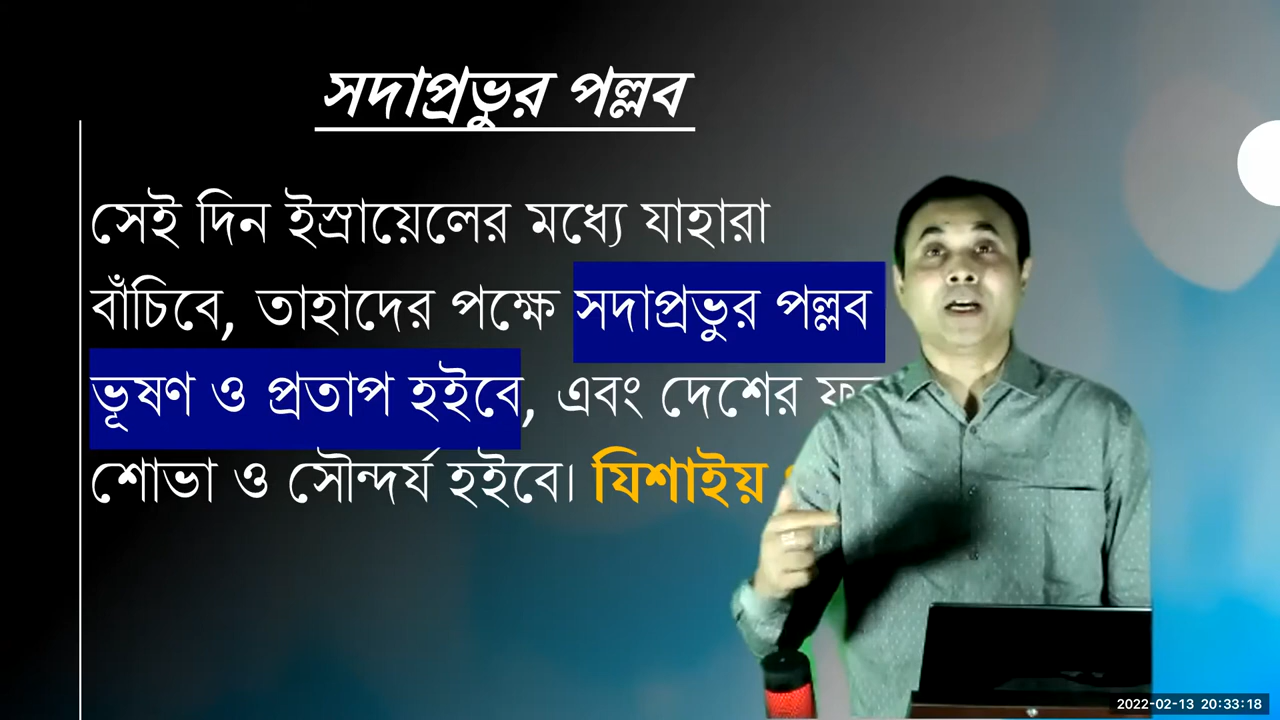 সদাপ্রভুর পল্লব
সেই দিন ইস্রায়েলের মধ্যে যাহারা
বাঁচিবে, তাহাদের পক্ষে সদাপ্রভুর পল্লব
ভূষণ ও প্রতাপ হইবে, এবং দেশের
শোভা ও সৌন্দর্য হইবে। যিশাইয়
2022-02-13 20:33:18